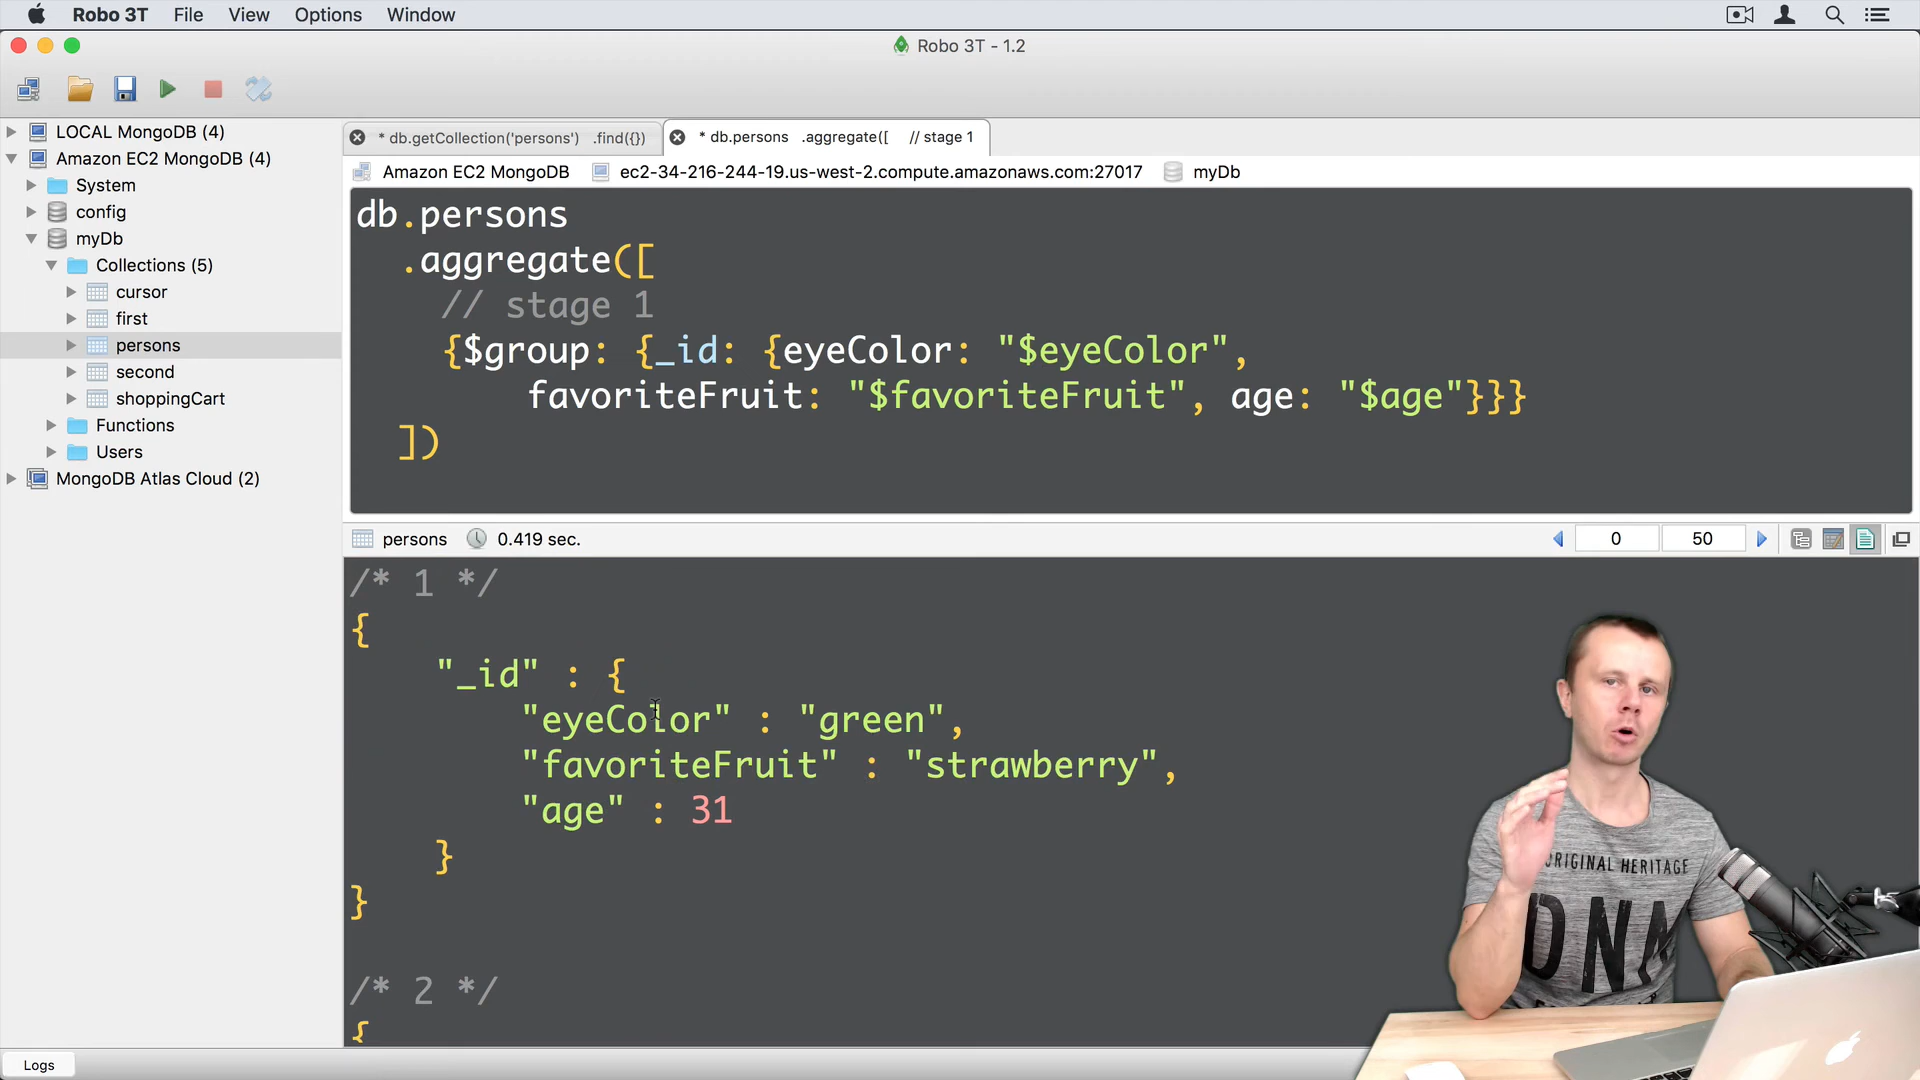 Robo 3T File View Options Window
Robo 3T - 1.2
LOCAL MongoDB (4)
Amazon EC2 MongoDB (4)
System
config
myDb
Collections (5)
cursor
first
persons
second
shoppingCart
Functions
Users
MongoDB Atlas Cloud (2)
* db.getCollection('persons') .find({})
* db.persons .aggregate([ // stage 1
Amazon EC2 MongoDB ec2-34-216-244-19.us-west-2.compute.amazonaws.com:27017 myDb
db.persons
.aggregate([
// stage 1
{$group: {_id: {eyeColor: "$eyeColor",
favoriteFruit: "$favoriteFruit", age: "$age"}}}
])
persons 0.419 sec. 0 50
/* 1 */
{
"_id" : {
"eyeColor" : "green",
"favoriteFruit" : "strawberry",
"age" : 31
}
}
/* 2 */
{
ORIGINAL HERITAGE
DNM
Logs